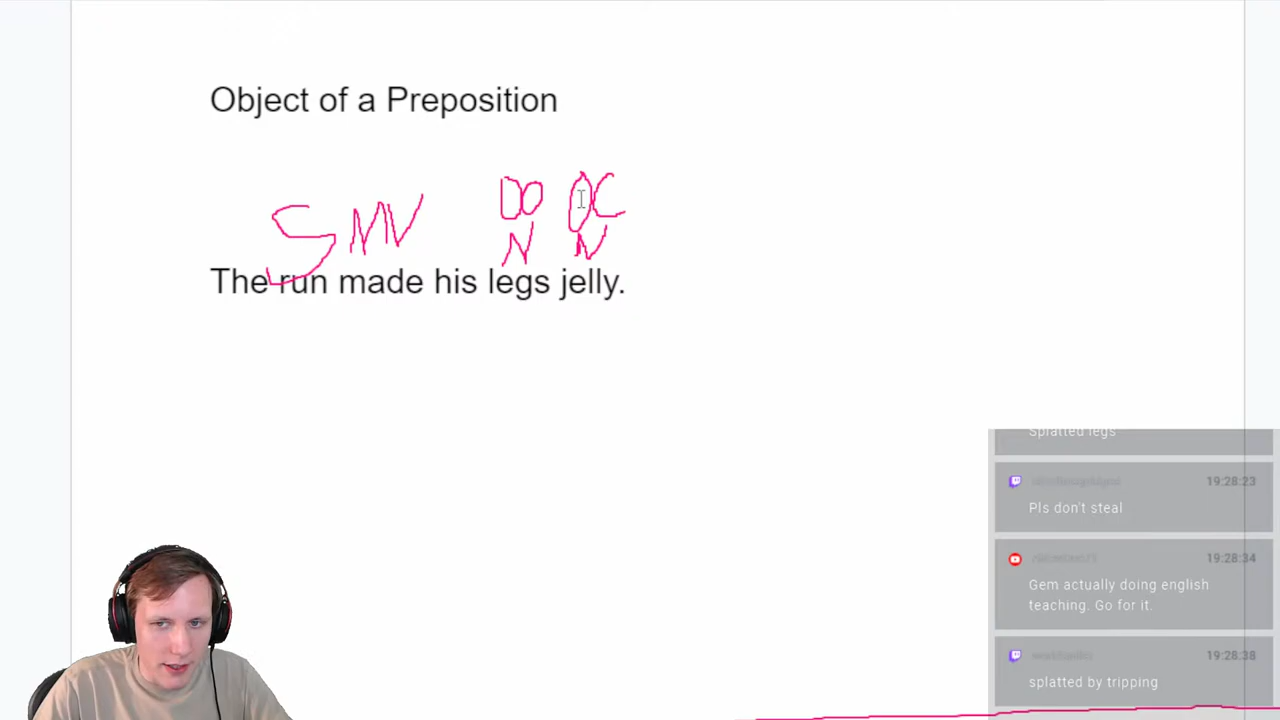 Object of a Preposition
S MV DO OC
N N
The run made his legs jelly.
Splatted legs
19:28:23
Pls don't steal
19:28:34
Gem actually doing english
teaching. Go for it.
19:28:38
splatted by tripping